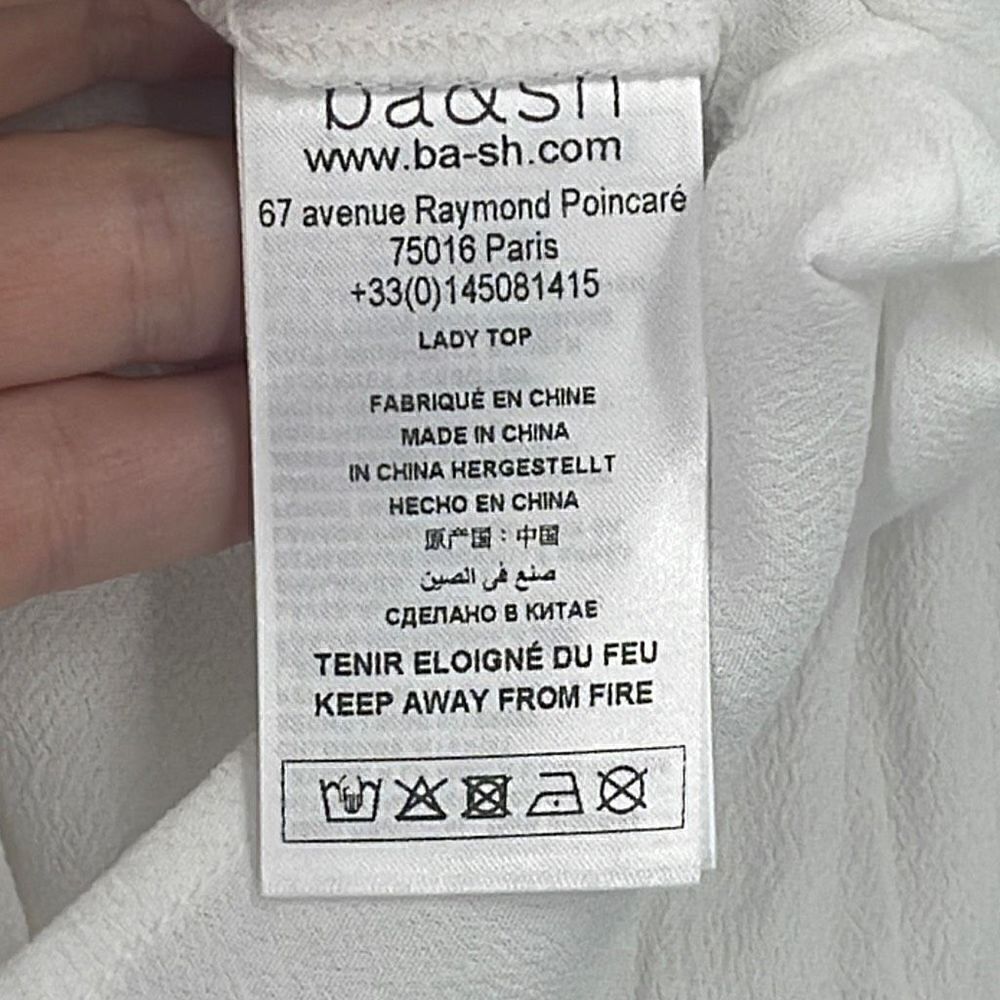 ba&sh
www.ba-sh.com
67 avenue Raymond Poincaré
75016 Paris
+33(0)145081415
LADY TOP
FABRIQUÉ EN CHINE
MADE IN CHINA
IN CHINA HERGESTELLT
HECHO EN CHINA
原产国：中国
صنع في الصين
СДЕЛАНО В КИТАЕ
TENIR ELOIGNÉ DU FEU
KEEP AWAY FROM FIRE